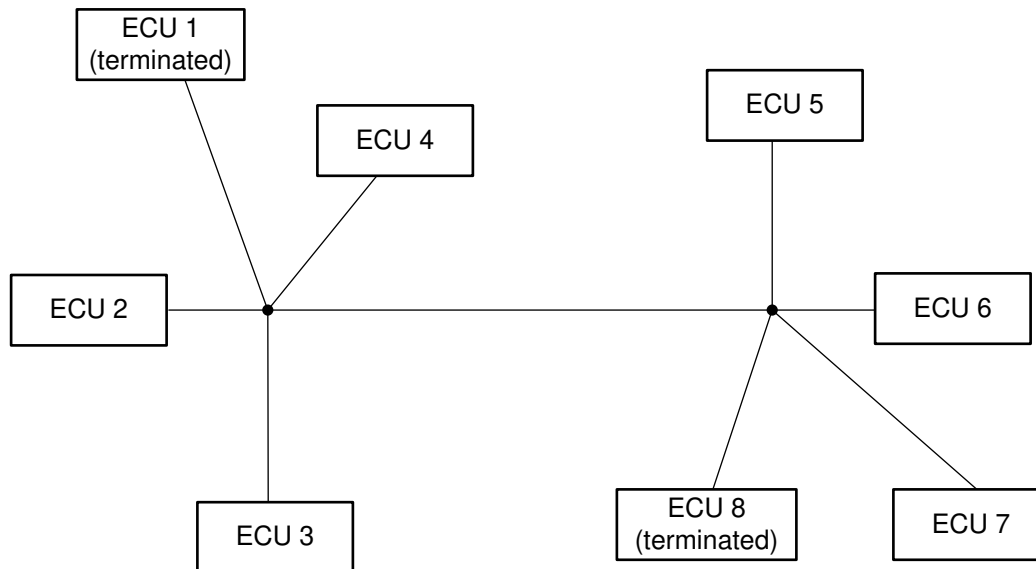 ECU 1
(terminated)
ECU 4
ECU 5
ECU 2
ECU 6
ECU 3
ECU 8
(terminated)
ECU 7